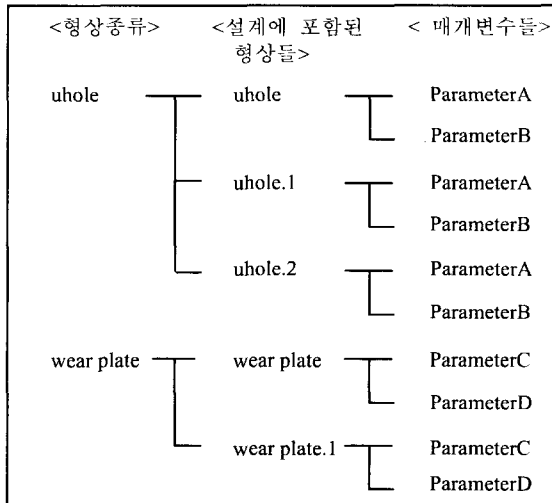 <형상종류> <설계에 포함된 < 매개변수들>
형상들>
uhole uhole ParameterA
ParameterB
uhole.1 ParameterA
ParameterB
uhole.2 ParameterA
ParameterB
wear plate wear plate ParameterC
ParameterD
wear plate.1 ParameterC
ParameterD